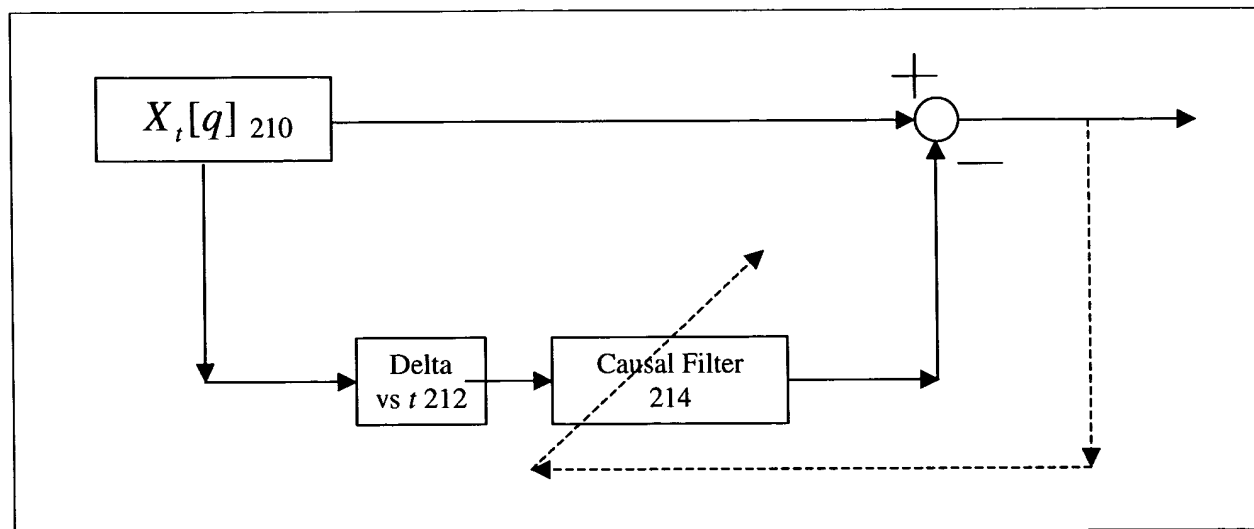 X_t[q] 210
+
—
Delta
vs t 212
Causal Filter
214